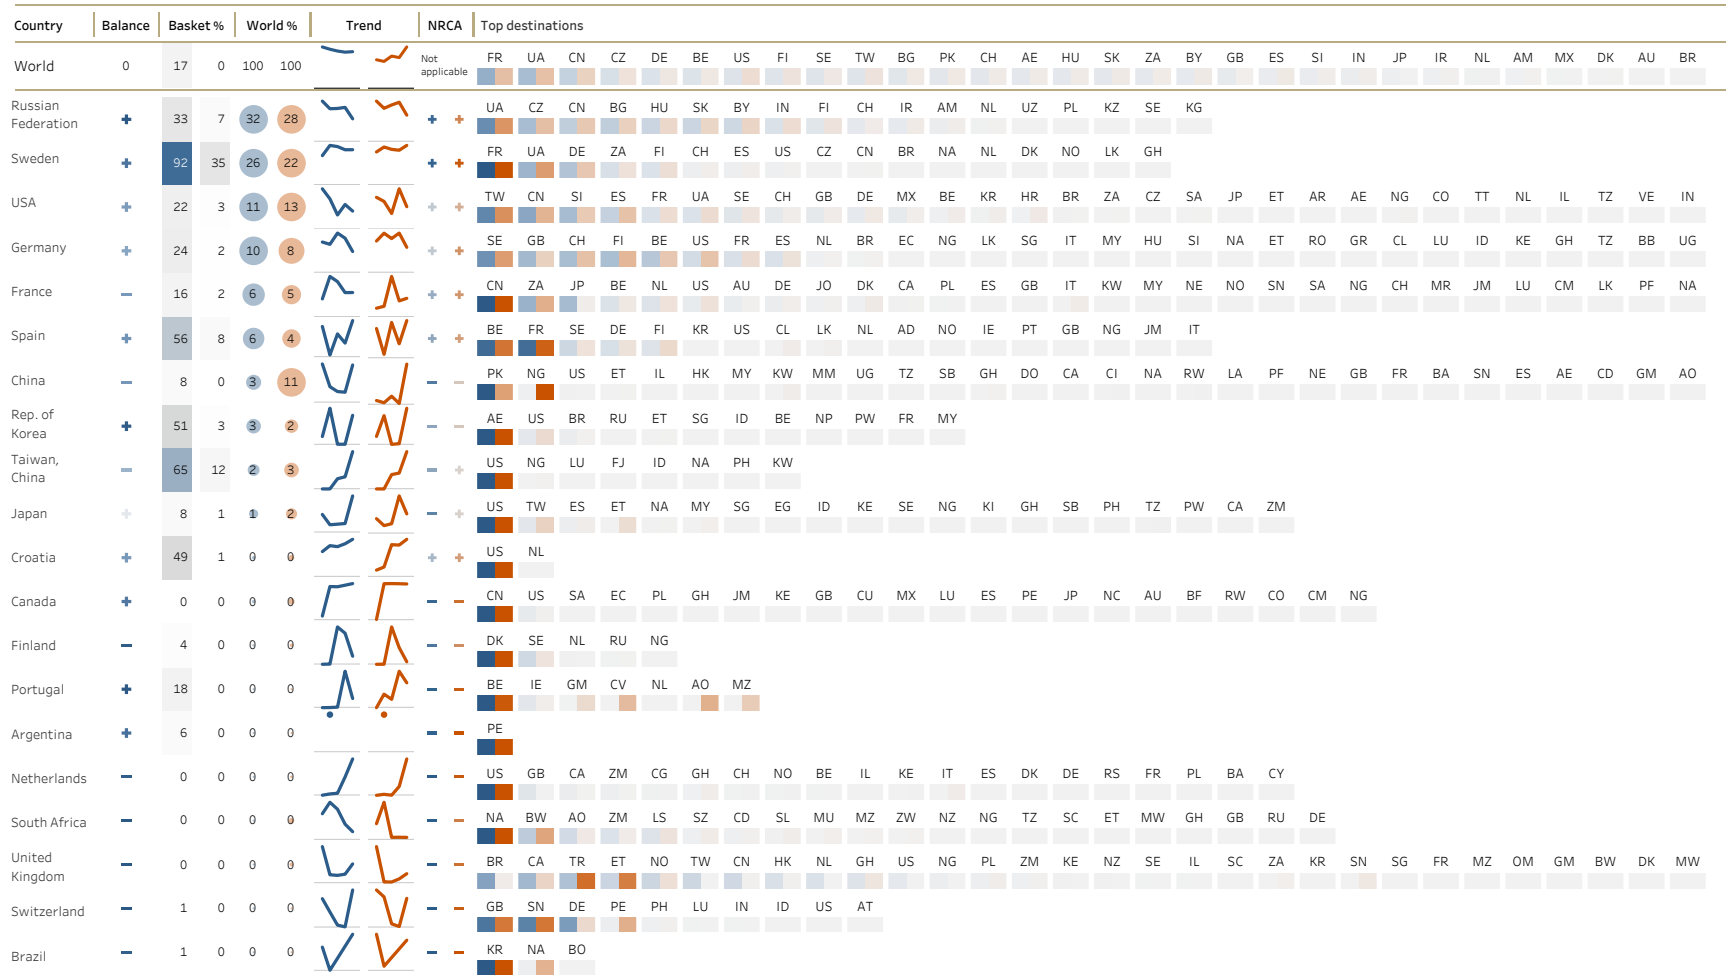 Country Balance Basket % World % Trend NRCA Top destinations
World 0 17 0 100 100 Not applicable FR UA CN CZ DE BE US FI SE TW BG PK CH AE HU SK ZA BY GB ES SI IN JP IR NL AM MX DK AU BR
Russian Federation + 33 7 32 28 + + UA CZ CN BG HU SK BY IN FI CH IR AM NL UZ PL KZ SE KG
Sweden + 92 35 26 22 + + FR UA DE ZA FI CH ES US CZ CN BR NA NL DK NO LK GH
USA + 22 3 11 13 + + TW CN SI ES FR UA SE CH GB DE MX BE KR HR BR ZA CZ SA JP ET AR AE NG CO TT NL IL TZ VE IN
Germany + 24 2 10 8 + + SE GB CH FI BE US FR ES NL BR EC NG LK SG IT MY HU SI NA ET RO GR CL LU ID KE GH TZ BB UG
France − 16 2 6 5 + + CN ZA JP BE NL US AU DE JO DK CA PL ES GB IT KW MY NE NO SN SA NG CH MR JM LU CM LK PF NA
Spain + 56 8 6 4 + + BE FR SE DE FI KR US CL LK NL AD NO IE PT GB NG JM IT
China − 8 0 3 11 − − PK NG US ET IL HK MY KW MM UG TZ SB GH DO CA CI NA RW LA PF NE GB FR BA SN ES AE CD GM AO
Rep. of Korea + 51 3 3 2 − − AE US BR RU ET SG ID BE NP PW FR MY
Taiwan, China − 65 12 2 3 − + US NG LU FJ ID NA PH KW
Japan + 8 1 1 2 − + US TW ES ET NA MY SG EG ID KE SE NG KI GH SB PH TZ PW CA ZM
Croatia + 49 1 0 0 + + US NL
Canada + 0 0 0 0 − − CN US SA EC PL GH JM KE GB CU MX LU ES PE JP NC AU BF RW CO CM NG
Finland − 4 0 0 0 − − DK SE NL RU NG
Portugal + 18 0 0 0 − − BE IE GM CV NL AO MZ
Argentina + 6 0 0 0 − − PE
Netherlands − 0 0 0 0 − − US GB CA ZM CG GH CH NO BE IL KE IT ES DK DE RS FR PL BA CY
South Africa − 0 0 0 0 − − NA BW AO ZM LS SZ CD SL MU MZ ZW NZ NG TZ SC ET MW GH GB RU DE
United Kingdom − 0 0 0 0 − − BR CA TR ET NO TW CN HK NL GH US NG PL ZM KE NZ SE IL SC ZA KR SN SG FR MZ OM GM BW DK MW
Switzerland − 1 0 0 0 − − GB SN DE PE PH LU IN ID US AT
Brazil − 1 0 0 0 − − KR NA BO